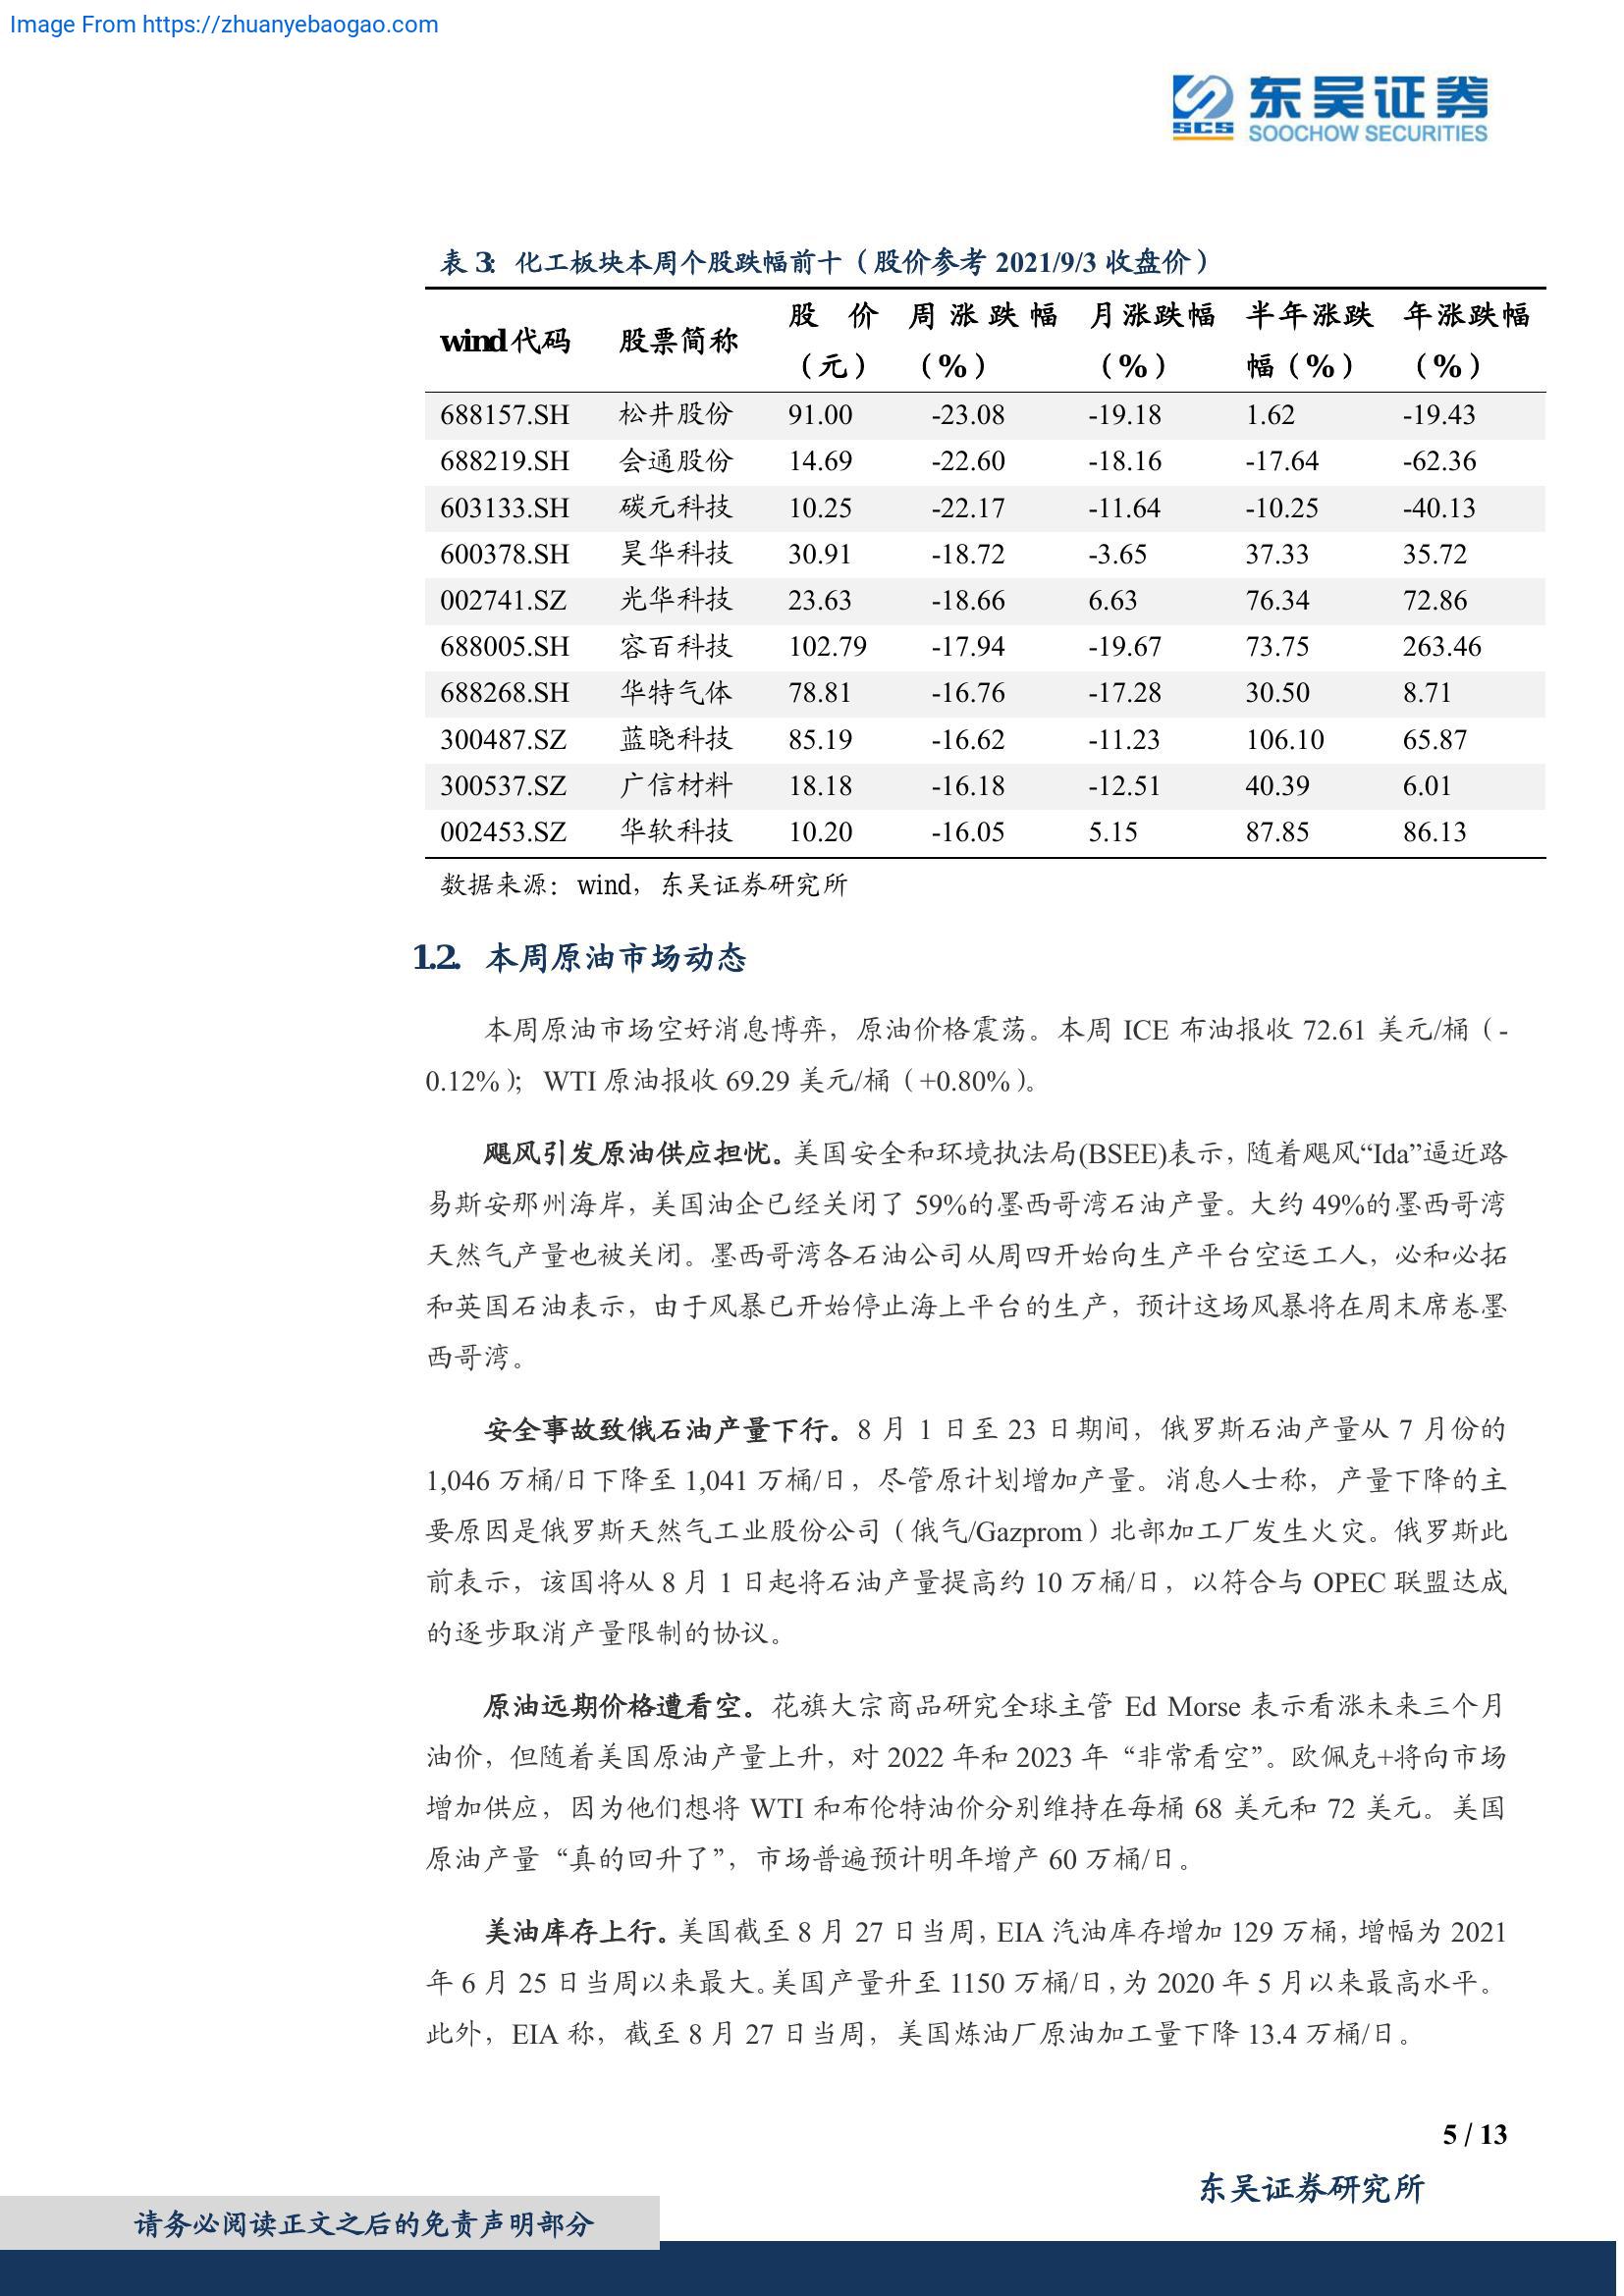 Image From https://zhuanyebaogao.com
SCS 东吴证券
SOOCHOW SECURITIES
表 3: 化工板块本周个股跌幅前十（股价参考 2021/9/3 收盘价）
wind代码 股票简称 股 价（元） 周涨跌幅（%） 月涨跌幅（%） 半年涨跌幅（%） 年涨跌幅（%）
688157.SH 松井股份 91.00 -23.08 -19.18 1.62 -19.43
688219.SH 会通股份 14.69 -22.60 -18.16 -17.64 -62.36
603133.SH 碳元科技 10.25 -22.17 -11.64 -10.25 -40.13
600378.SH 昊华科技 30.91 -18.72 -3.65 37.33 35.72
002741.SZ 光华科技 23.63 -18.66 6.63 76.34 72.86
688005.SH 容百科技 102.79 -17.94 -19.67 73.75 263.46
688268.SH 华特气体 78.81 -16.76 -17.28 30.50 8.71
300487.SZ 蓝晓科技 85.19 -16.62 -11.23 106.10 65.87
300537.SZ 广信材料 18.18 -16.18 -12.51 40.39 6.01
002453.SZ 华软科技 10.20 -16.05 5.15 87.85 86.13
数据来源：wind，东吴证券研究所
1.2. 本周原油市场动态
本周原油市场空好消息博弈，原油价格震荡。本周 ICE 布油报收 72.61 美元/桶（-
0.12%）；WTI 原油报收 69.29 美元/桶（+0.80%）。
飓风引发原油供应担忧。美国安全和环境执法局(BSEE)表示，随着飓风“Ida”逼近路
易斯安那州海岸，美国油企已经关闭了 59%的墨西哥湾石油产量。大约 49%的墨西哥湾
天然气产量也被关闭。墨西哥湾各石油公司从周四开始向生产平台空运工人，必和必拓
和英国石油表示，由于风暴已开始停止海上平台的生产，预计这场风暴将在周末席卷墨
西哥湾。
安全事故致俄石油产量下行。8 月 1 日至 23 日期间，俄罗斯石油产量从 7 月份的
1,046 万桶/日下降至 1,041 万桶/日，尽管原计划增加产量。消息人士称，产量下降的主
要原因是俄罗斯天然气工业股份公司（俄气/Gazprom）北部加工厂发生火灾。俄罗斯此
前表示，该国将从 8 月 1 日起将石油产量提高约 10 万桶/日，以符合与 OPEC 联盟达成
的逐步取消产量限制的协议。
原油远期价格遭看空。花旗大宗商品研究全球主管 Ed Morse 表示看涨未来三个月
油价，但随着美国原油产量上升，对 2022 年和 2023 年“非常看空”。欧佩克+将向市场
增加供应，因为他们想将 WTI 和布伦特油价分别维持在每桶 68 美元和 72 美元。美国
原油产量“真的回升了”，市场普遍预计明年增产 60 万桶/日。
美油库存上行。美国截至 8 月 27 日当周，EIA 汽油库存增加 129 万桶，增幅为 2021
年 6 月 25 日当周以来最大。美国产量升至 1150 万桶/日，为 2020 年 5 月以来最高水平。
此外，EIA 称，截至 8 月 27 日当周，美国炼油厂原油加工量下降 13.4 万桶/日。
5 / 13
东吴证券研究所
请务必阅读正文之后的免责声明部分